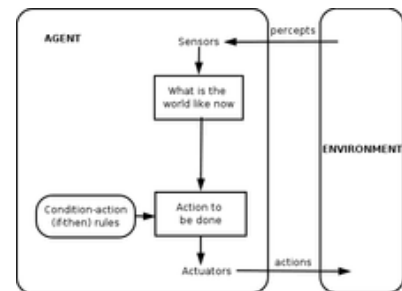 AGENT
Sensors
percepts
What is the
world like now
ENVIRONMENT
Condition-action
(if-then) rules
Action to
be done
Actuators
actions